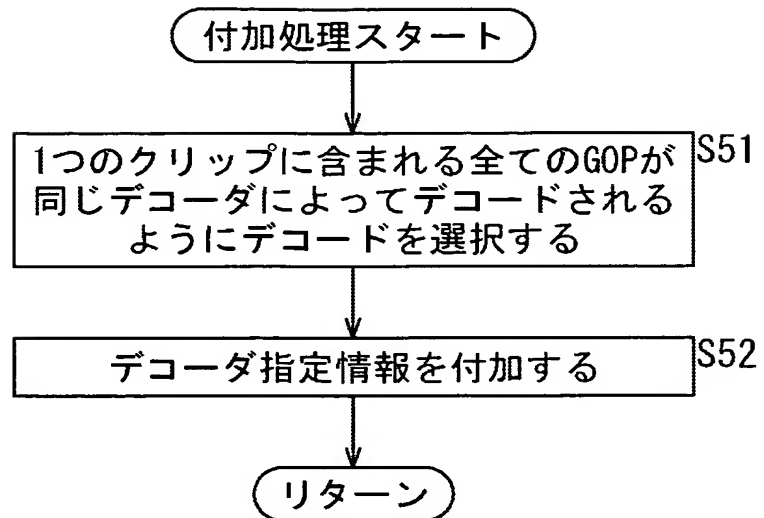 付加処理スタート
1つのクリップに含まれる全てのGOPが
同じデコーダによってデコードされる
ようにデコードを選択する
S51
デコーダ指定情報を付加する
S52
リターン